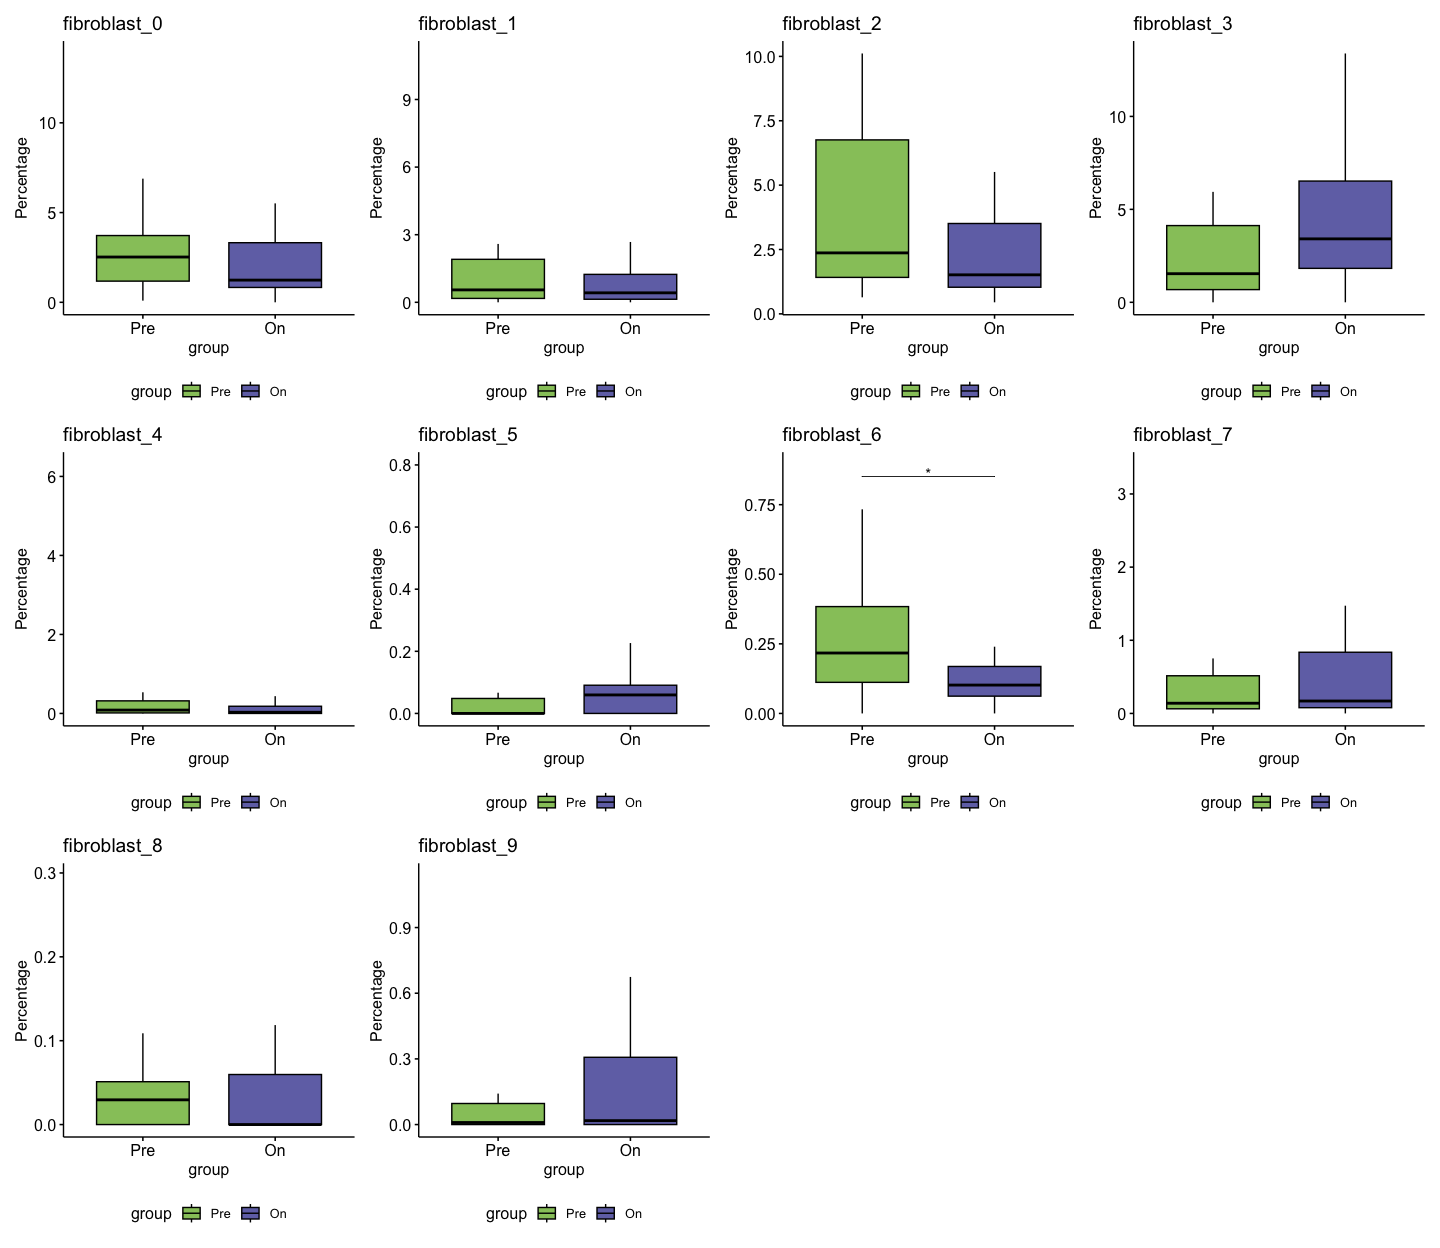 fibroblast_0
Percentage
10
5
0
Pre On
group
group Pre On
fibroblast_1
Percentage
9
6
3
0
Pre On
group
group Pre On
fibroblast_2
Percentage
10.0
7.5
5.0
2.5
0.0
Pre On
group
group Pre On
fibroblast_3
Percentage
10
5
0
Pre On
group
group Pre On
fibroblast_4
Percentage
6
4
2
0
Pre On
group
group Pre On
fibroblast_5
Percentage
0.8
0.6
0.4
0.2
0.0
Pre On
group
group Pre On
fibroblast_6
*
Percentage
0.75
0.50
0.25
0.00
Pre On
group
group Pre On
fibroblast_7
Percentage
3
2
1
0
Pre On
group
group Pre On
fibroblast_8
Percentage
0.3
0.2
0.1
0.0
Pre On
group
group Pre On
fibroblast_9
Percentage
0.9
0.6
0.3
0.0
Pre On
group
group Pre On